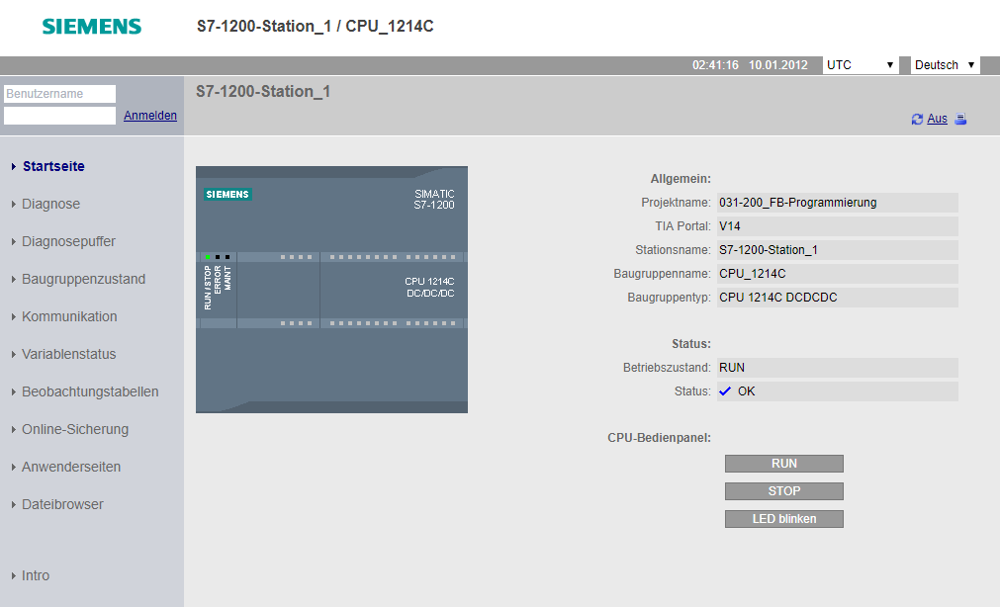 SIEMENS
S7-1200-Station_1 / CPU_1214C
02:41:16 10.01.2012 UTC Deutsch
Benutzername
Anmelden
S7-1200-Station_1
Aus
Startseite
Diagnose
Diagnosepuffer
Baugruppenzustand
Kommunikation
Variablenstatus
Beobachtungstabellen
Online-Sicherung
Anwenderseiten
Dateibrowser
Intro
SIEMENS
SIMATIC
S7-1200
RUN / STOP
ERROR
MAINT
CPU 1214C
DC/DC/DC
Allgemein:
Projektname: 031-200_FB-Programmierung
TIA Portal: V14
Stationsname: S7-1200-Station_1
Baugruppenname: CPU_1214C
Baugruppentyp: CPU 1214C DCDCDC
Status:
Betriebszustand: RUN
Status: OK
CPU-Bedienpanel:
RUN
STOP
LED blinken